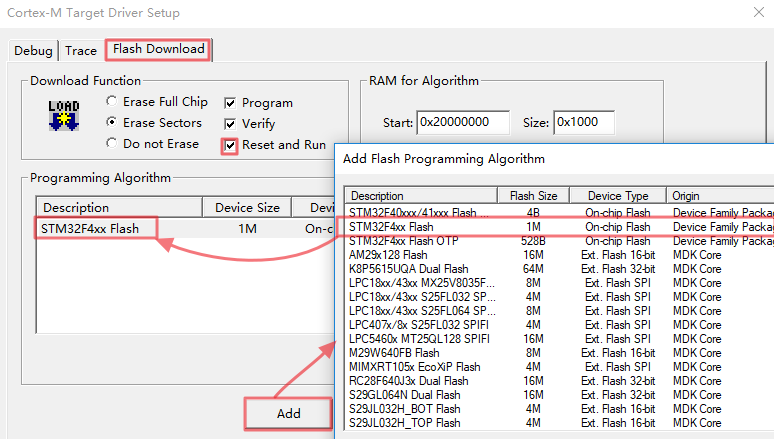 Cortex-M Target Driver Setup
Debug Trace Flash Download
Download Function
LOAD
Erase Full Chip Program
Erase Sectors Verify
Do not Erase Reset and Run
RAM for Algorithm
Start: 0x20000000 Size: 0x1000
Programming Algorithm
Description Device Size Devi
STM32F4xx Flash 1M On-c
Add
Add Flash Programming Algorithm
Description Flash Size Device Type Origin
STM32F40xxx/41xxx Flash ... 4B On-chip Flash Device Family Package
STM32F4xx Flash 1M On-chip Flash Device Family Package
STM32F4xx Flash OTP 528B On-chip Flash Device Family Package
AM29x128 Flash 16M Ext. Flash 16-bit MDK Core
K8P5615UQA Dual Flash 64M Ext. Flash 32-bit MDK Core
LPC18xx/43xx MX25V8035F... 8M Ext. Flash SPI MDK Core
LPC18xx/43xx S25FL032 SPI... 4M Ext. Flash SPI MDK Core
LPC18xx/43xx S25FL064 SPI... 8M Ext. Flash SPI MDK Core
LPC407x/8x S25FL032 SPIFI 4M Ext. Flash SPI MDK Core
LPC5460x MT25QL128 SPIFI 16M Ext. Flash SPI MDK Core
M29W640FB Flash 8M Ext. Flash 16-bit MDK Core
MIMXRT105x EcoXiP Flash 4M Ext. Flash SPI MDK Core
RC28F640J3x Dual Flash 16M Ext. Flash 32-bit MDK Core
S29GL064N Dual Flash 16M Ext. Flash 32-bit MDK Core
S29JL032H_BOT Flash 4M Ext. Flash 16-bit MDK Core
S29JL032H_TOP Flash 4M Ext. Flash 16-bit MDK Core